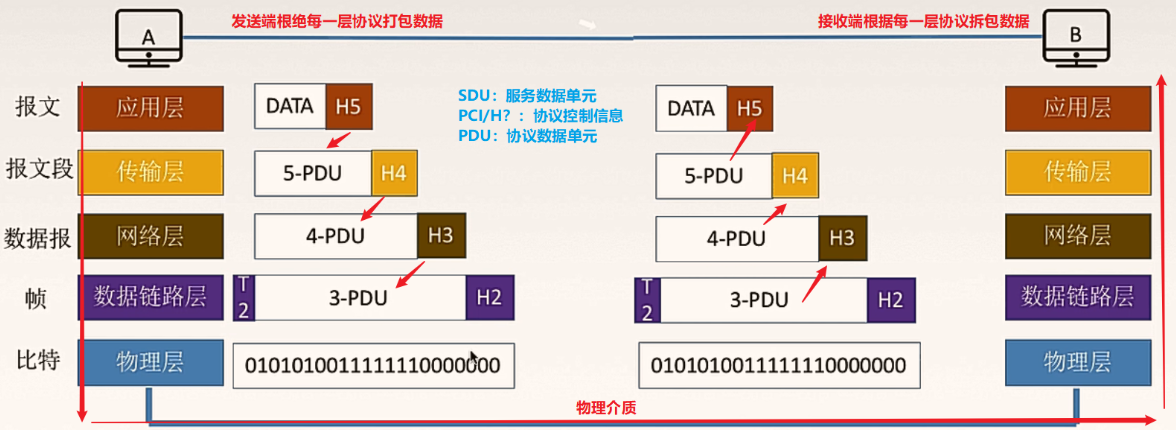 发送端根绝每一层协议打包数据
接收端根据每一层协议拆包数据
A
B
报文
应用层
DATA
H5
SDU：服务数据单元
PCI/H？：协议控制信息
PDU：协议数据单元
DATA
H5
应用层
报文段
传输层
5-PDU
H4
5-PDU
H4
传输层
数据报
网络层
4-PDU
H3
4-PDU
H3
网络层
帧
数据链路层
T2
3-PDU
H2
T2
3-PDU
H2
数据链路层
比特
物理层
0101010011111110000000
0101010011111110000000
物理层
物理介质